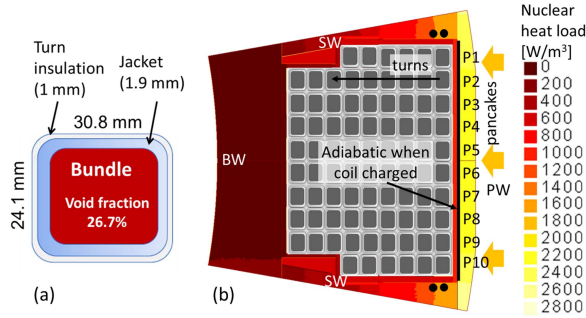 Turn
insulation
(1 mm)
Jacket
(1.9 mm)
30.8 mm
24.1 mm
Bundle
Void fraction
26.7%
(a)
SW
BW
turns
Adiabatic when
coil charged
SW
(b)
P1
P2
P3
P4
P5
P6
P7
P8
P9
P10
pancakes
PW
Nuclear
heat load
[W/m³]
0
200
400
600
800
1000
1200
1400
1600
1800
2000
2200
2400
2600
2800